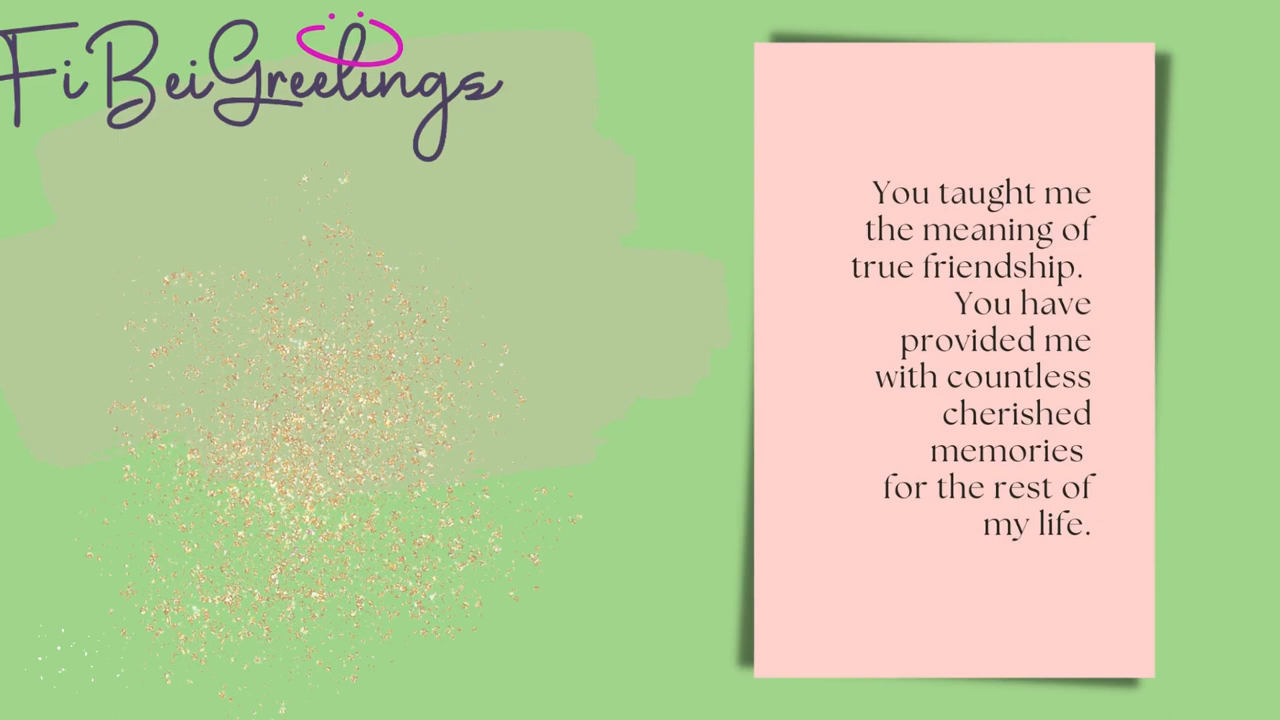 FiBeiGreetings
You taught me
the meaning of
true friendship.
You have
provided me
with countless
cherished
memories
for the rest of
my life.